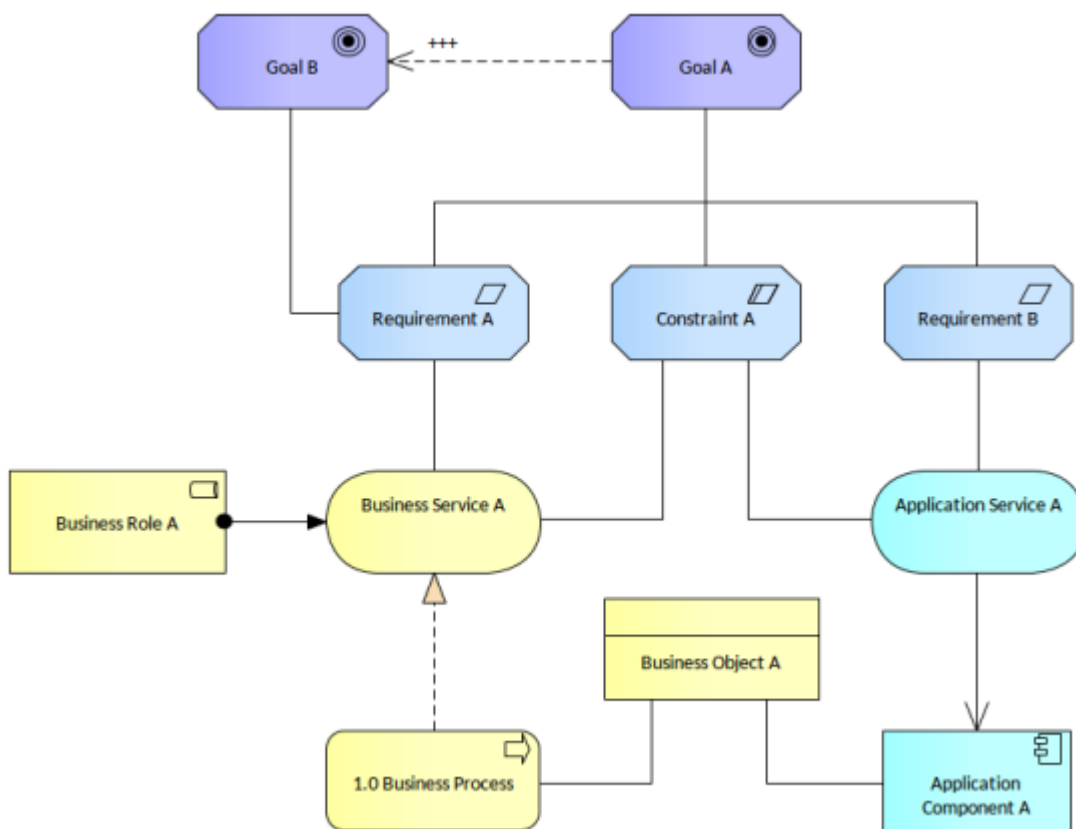 +++
Goal B
Goal A
Requirement A
Constraint A
Requirement B
Business Role A
Business Service A
Application Service A
Business Object A
1.0 Business Process
Application
Component A